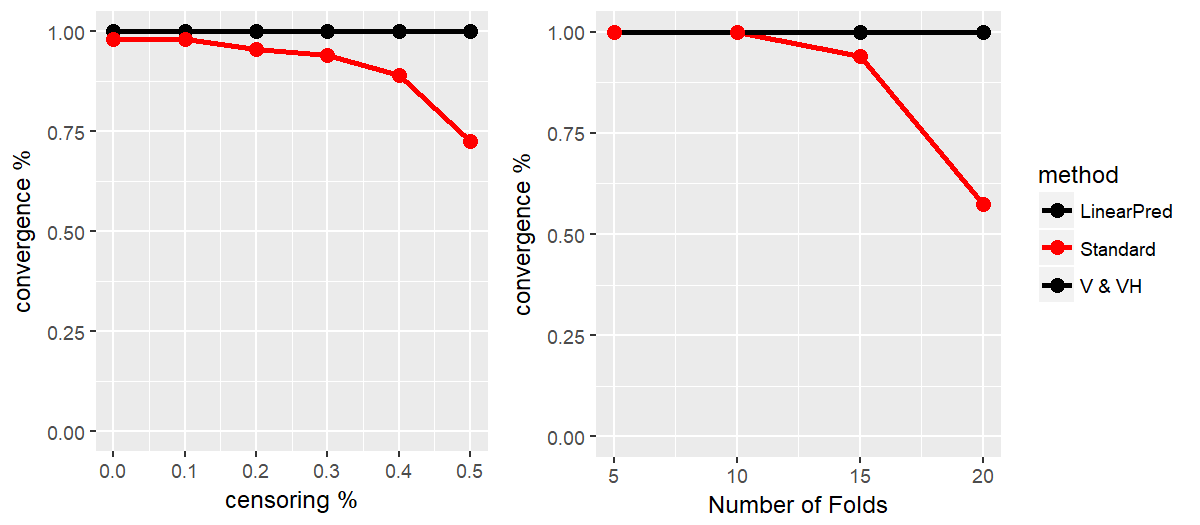 convergence %
1.00
0.75
0.50
0.25
0.00
0.0 0.1 0.2 0.3 0.4 0.5
censoring %
convergence %
1.00
0.75
0.50
0.25
0.00
5 10 15 20
Number of Folds
method
LinearPred
Standard
V & VH